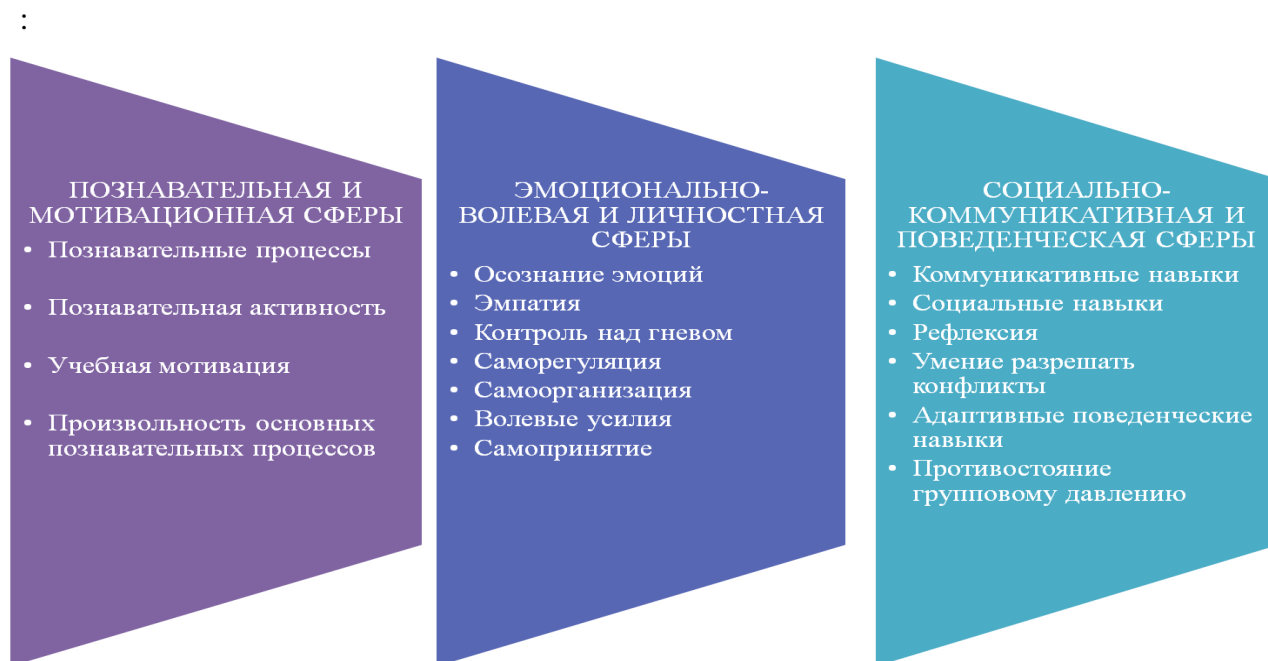 :
ПОЗНАВАТЕЛЬНАЯ И
МОТИВАЦИОННАЯ СФЕРЫ
• Познавательные процессы
• Познавательная активность
• Учебная мотивация
• Произвольность основных
познавательных процессов
ЭМОЦИОНАЛЬНО-
ВОЛЕВАЯ И ЛИЧНОСТНАЯ
СФЕРЫ
• Осознание эмоций
• Эмпатия
• Контроль над гневом
• Саморегуляция
• Самоорганизация
• Волевые усилия
• Самопринятие
СОЦИАЛЬНО-
КОММУНИКАТИВНАЯ И
ПОВЕДЕНЧЕСКАЯ СФЕРЫ
• Коммуникативные навыки
• Социальные навыки
• Рефлексия
• Умение разрешать
конфликты
• Адаптивные поведенческие
навыки
• Противостояние
групповому давлению